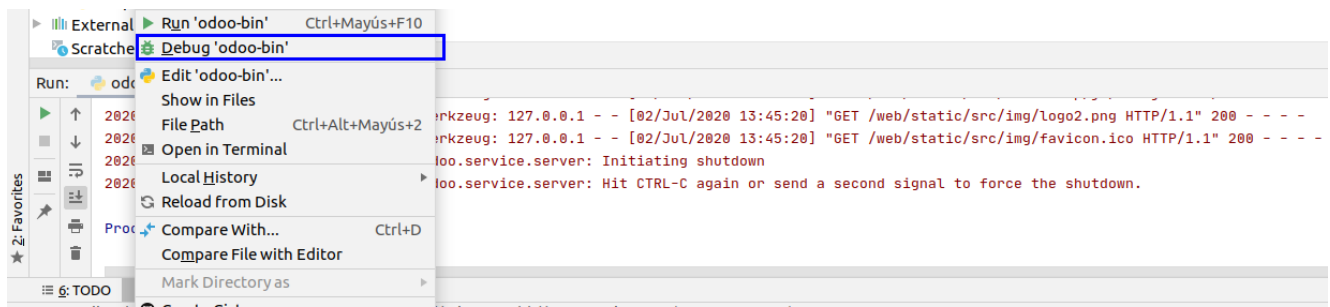 External
Run 'odoo-bin' Ctrl+Mayús+F10
Scratche
Debug 'odoo-bin'
Run: odo
Edit 'odoo-bin'...
Show in Files
File Path Ctrl+Alt+Mayús+2
Open in Terminal
Local History
Reload from Disk
Compare With... Ctrl+D
Compare File with Editor
Mark Directory as
2020 rkzeug: 127.0.0.1 - - [02/Jul/2020 13:45:20] "GET /web/static/src/img/logo2.png HTTP/1.1" 200 - - - -
2020 rkzeug: 127.0.0.1 - - [02/Jul/2020 13:45:20] "GET /web/static/src/img/favicon.ico HTTP/1.1" 200 - - - -
2020 doo.service.server: Initiating shutdown
2020 doo.service.server: Hit CTRL-C again or send a second signal to force the shutdown.
Proc
2: Favorites
6: TODO